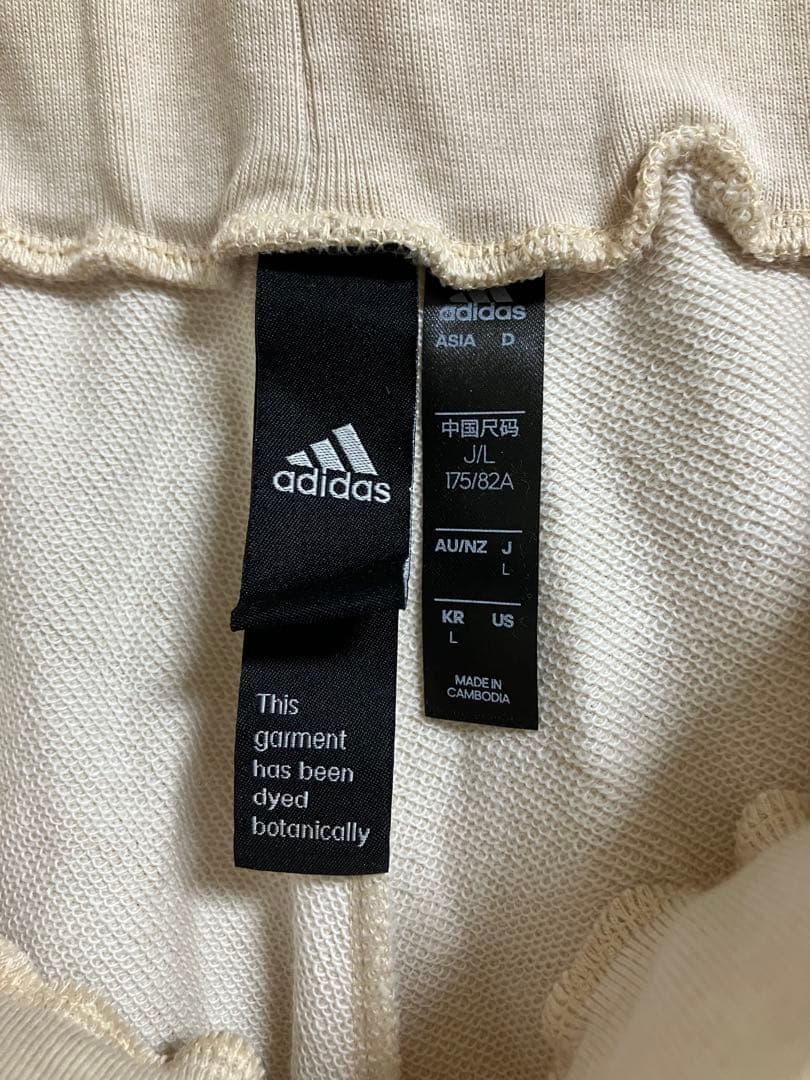 adidas
This
garment
has been
dyed
botanically
adidas
ASIA D
中国尺码
J/L
175/82A
AU/NZ J
L
KR US
L
MADE IN
CAMBODIA